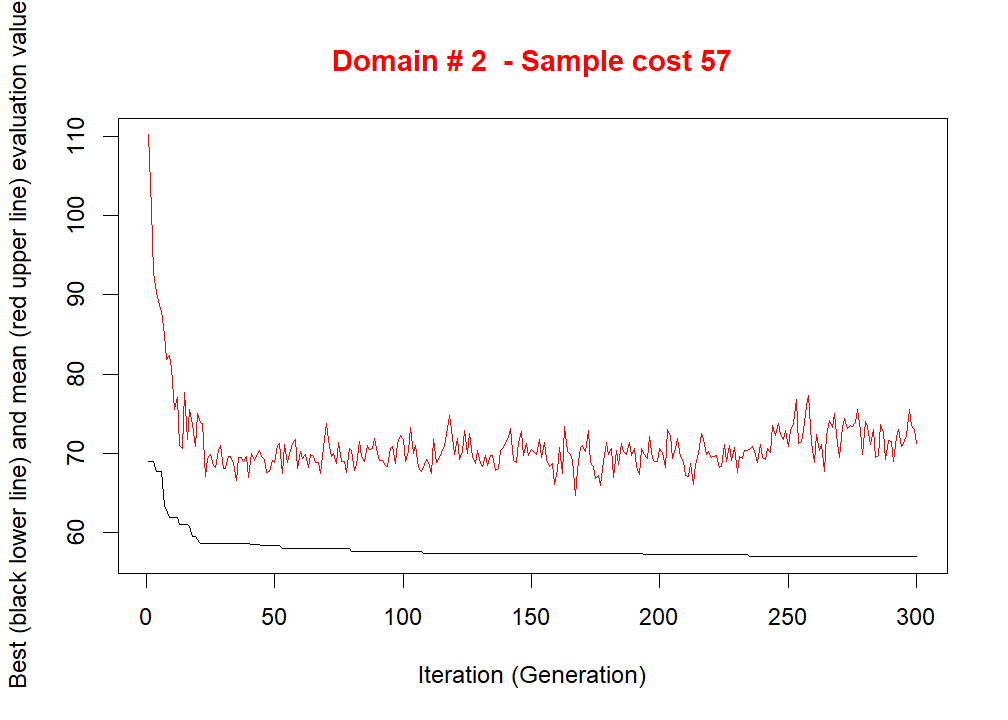 Domain # 2  - Sample cost 57
Best (black lower line) and mean (red upper line) evaluation value
110
100
90
80
70
60
0 50 100 150 200 250 300
Iteration (Generation)